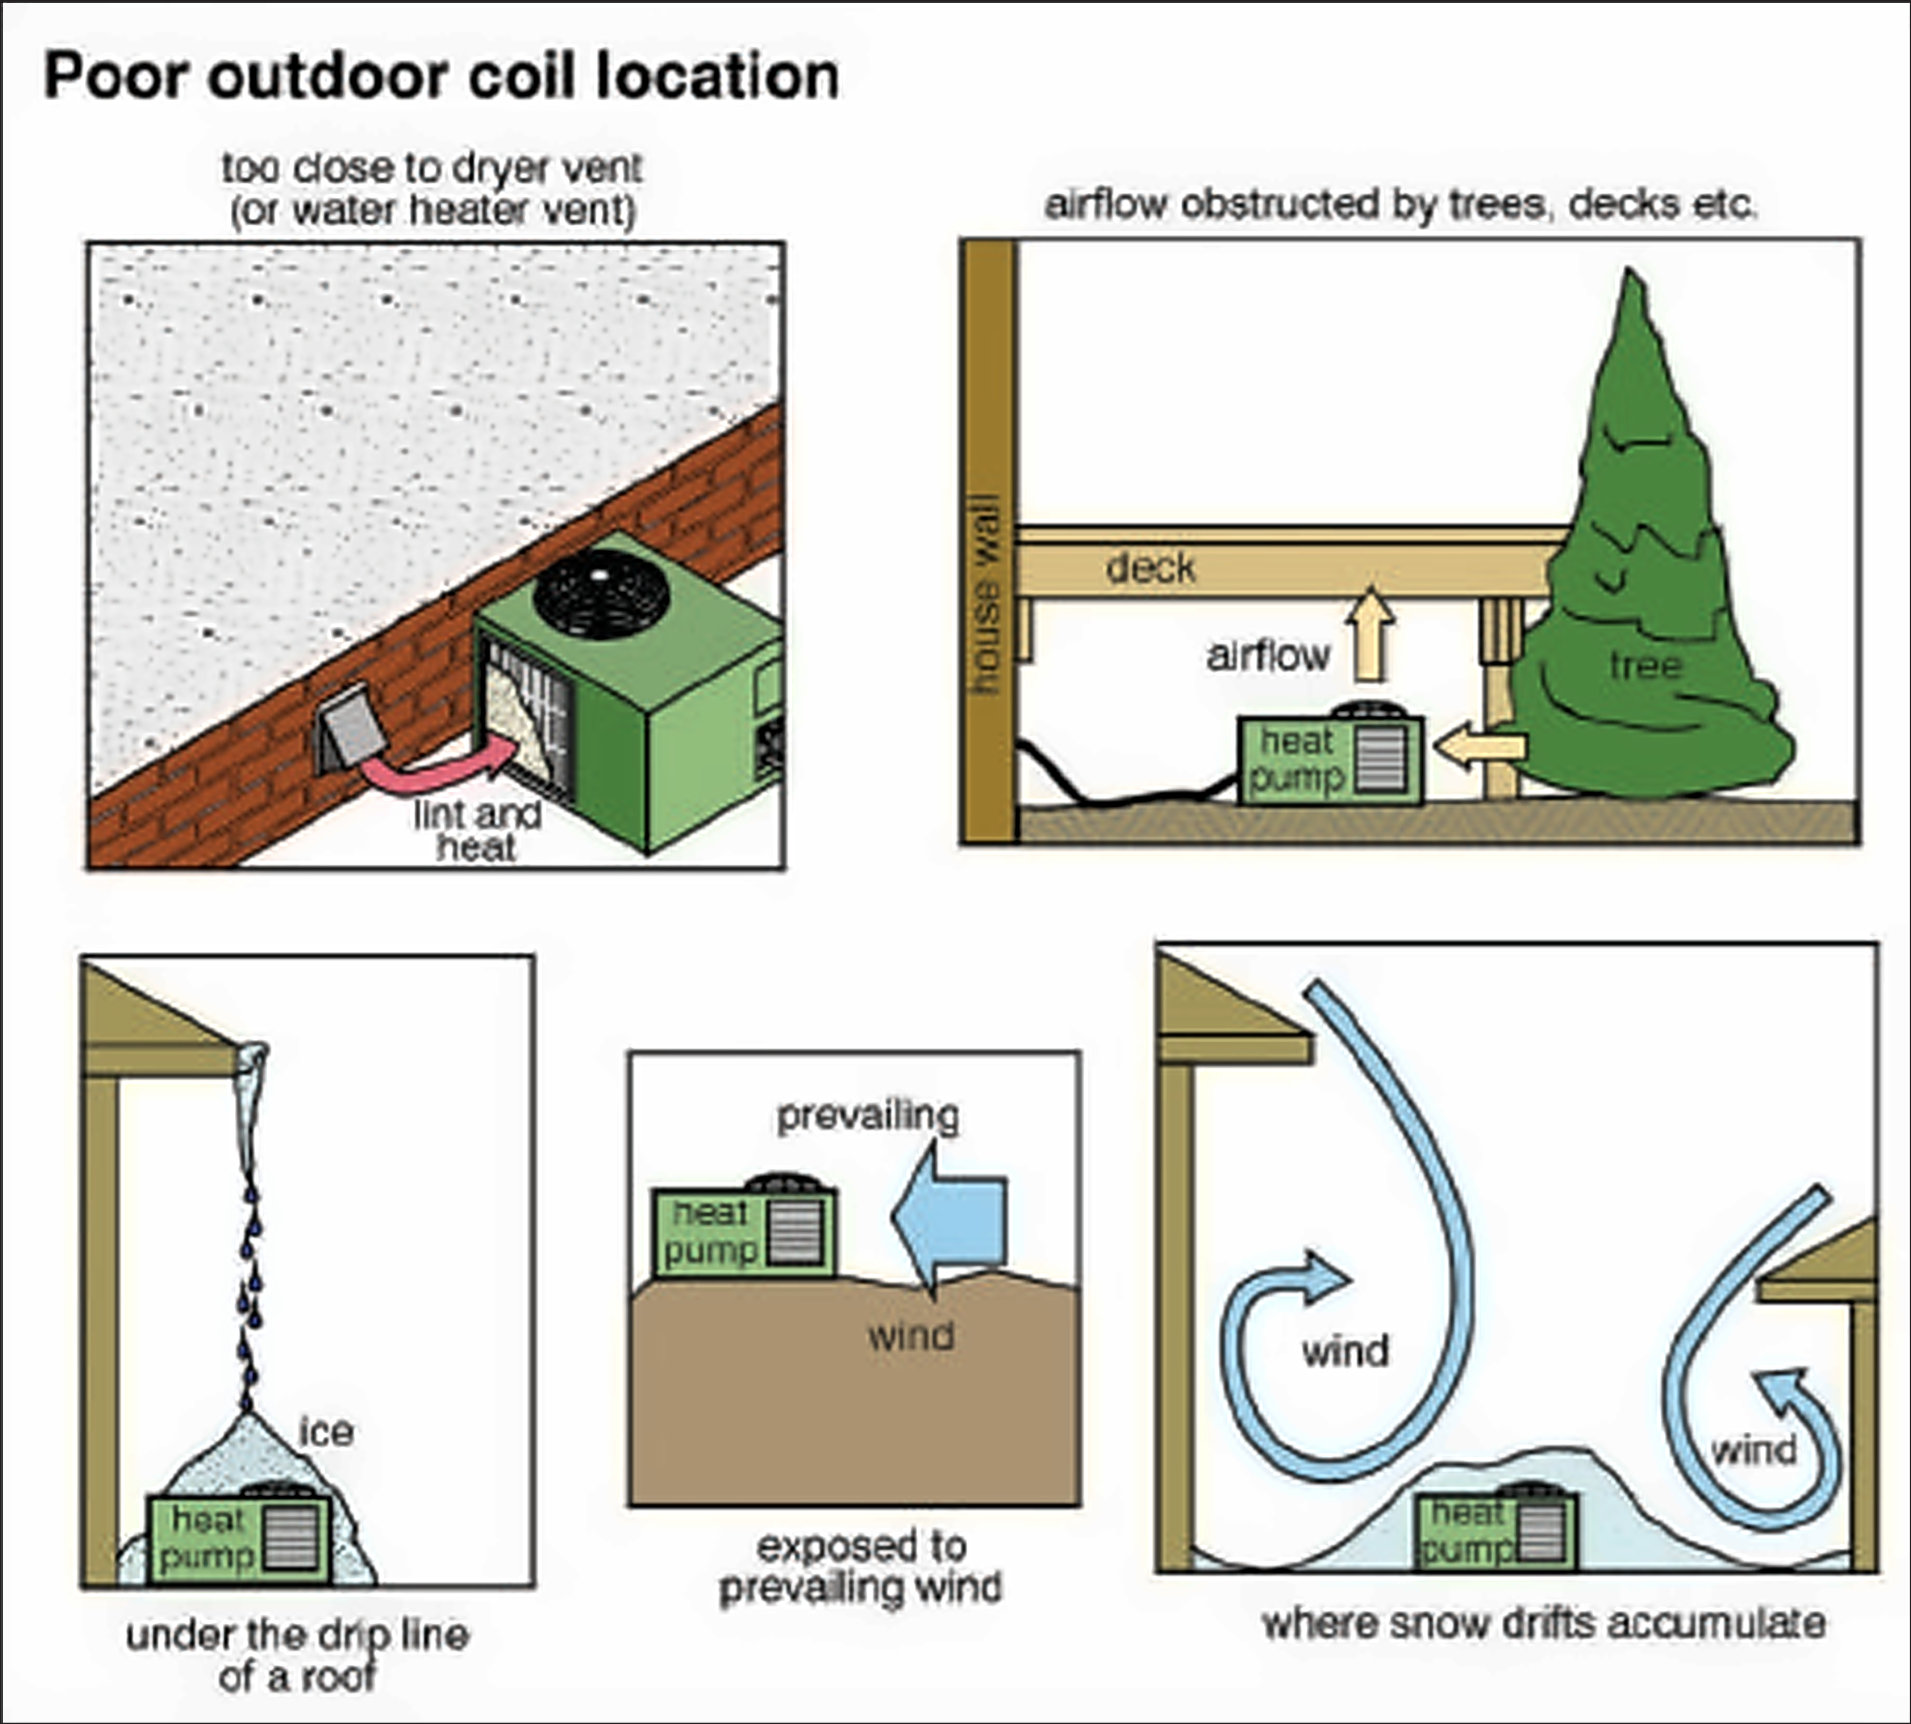 Poor outdoor coil location
too close to dryer vent
(or water heater vent)
lint and
heat
airflow obstructed by trees, decks etc.
house wall
deck
airflow
tree
heat
pump
ice
heat
pump
under the drip line
of a roof
prevailing
heat
pump
wind
exposed to
prevailing wind
wind
wind
heat
pump
where snow drifts accumulate